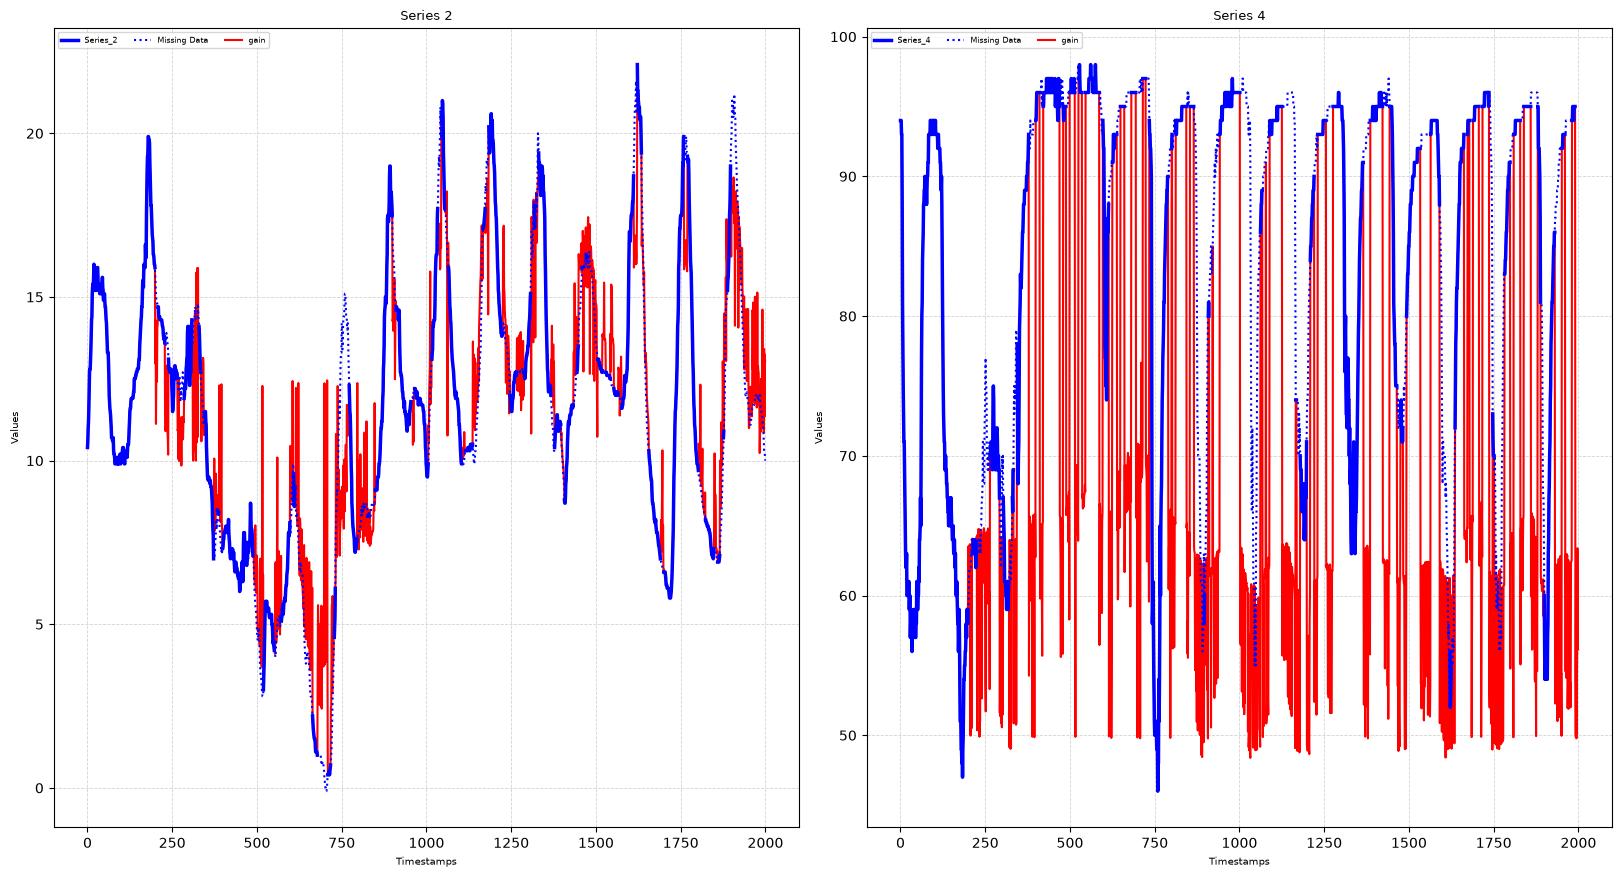 Series 2
Series_2 Missing Data gain
Values
20
15
10
5
0
0 250 500 750 1000 1250 1500 1750 2000
Timestamps
Series 4
Series_4 Missing Data gain
Values
100
90
80
70
60
50
0 250 500 750 1000 1250 1500 1750 2000
Timestamps